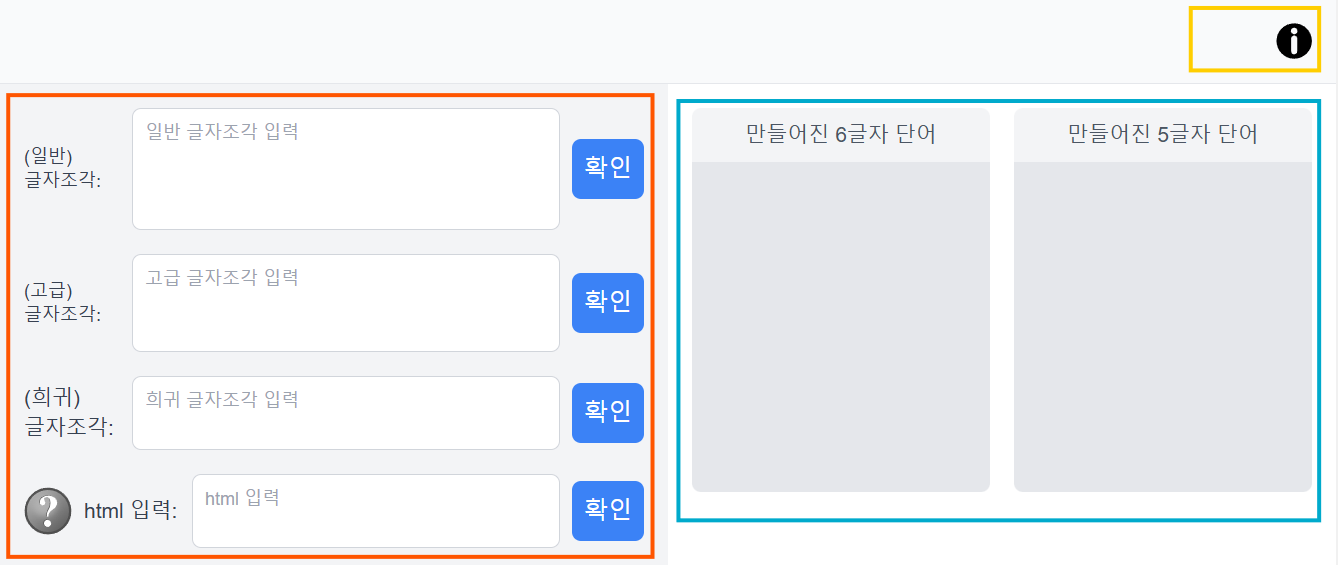 (일반)
글자조각:
일반 글자조각 입력
확인
(고급)
글자조각:
고급 글자조각 입력
확인
(희귀)
글자조각:
희귀 글자조각 입력
확인
?
html 입력:
html 입력
확인
i
만들어진 6글자 단어
만들어진 5글자 단어